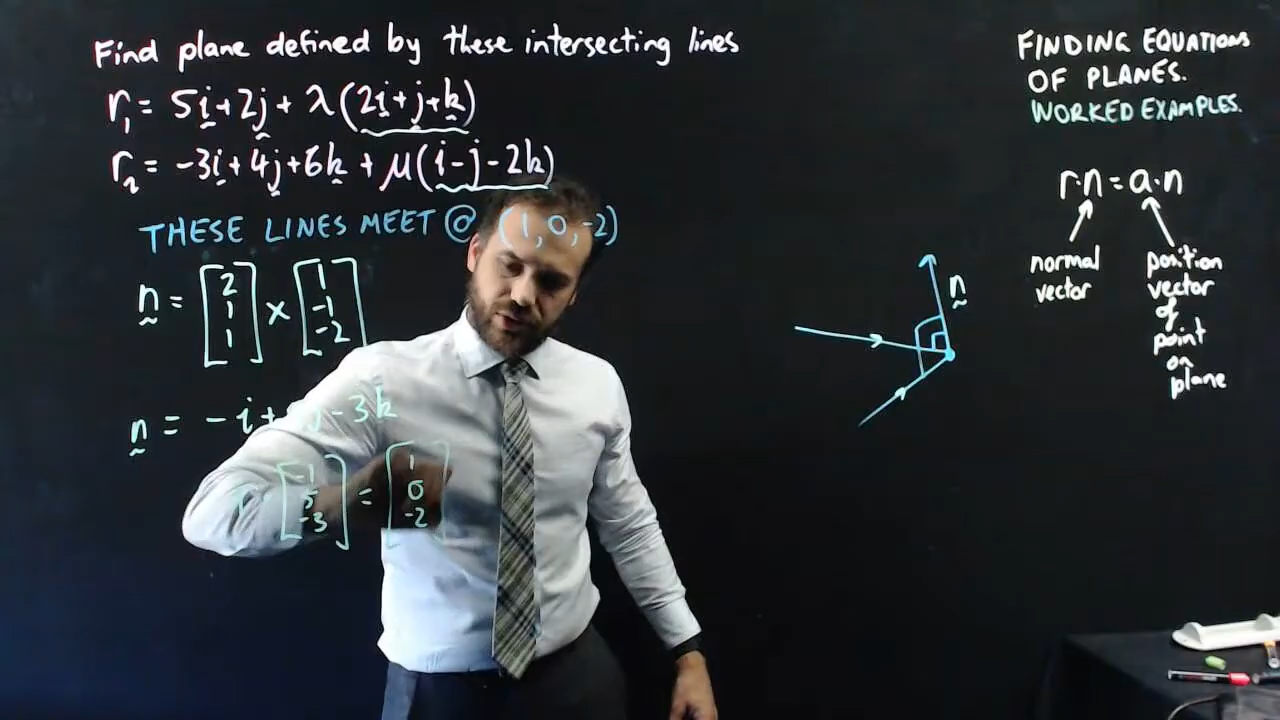 Find plane defined by these intersecting lines
r₁ = 5i + 2j + λ(2i + j + k)
r₂ = -3i + 4j + 6k + μ(i - j - 2k)
THESE LINES MEET @ (1, 0, -2)
n = [2 1 1] × [1 -1 -2]
n = -i + j - 3k
r [-1 5 -3] = [1 0 -2]
n
FINDING EQUATIONS
OF PLANES.
WORKED EXAMPLES.
r·n = a·n
normal
vector
position
vector
of
point
on
plane